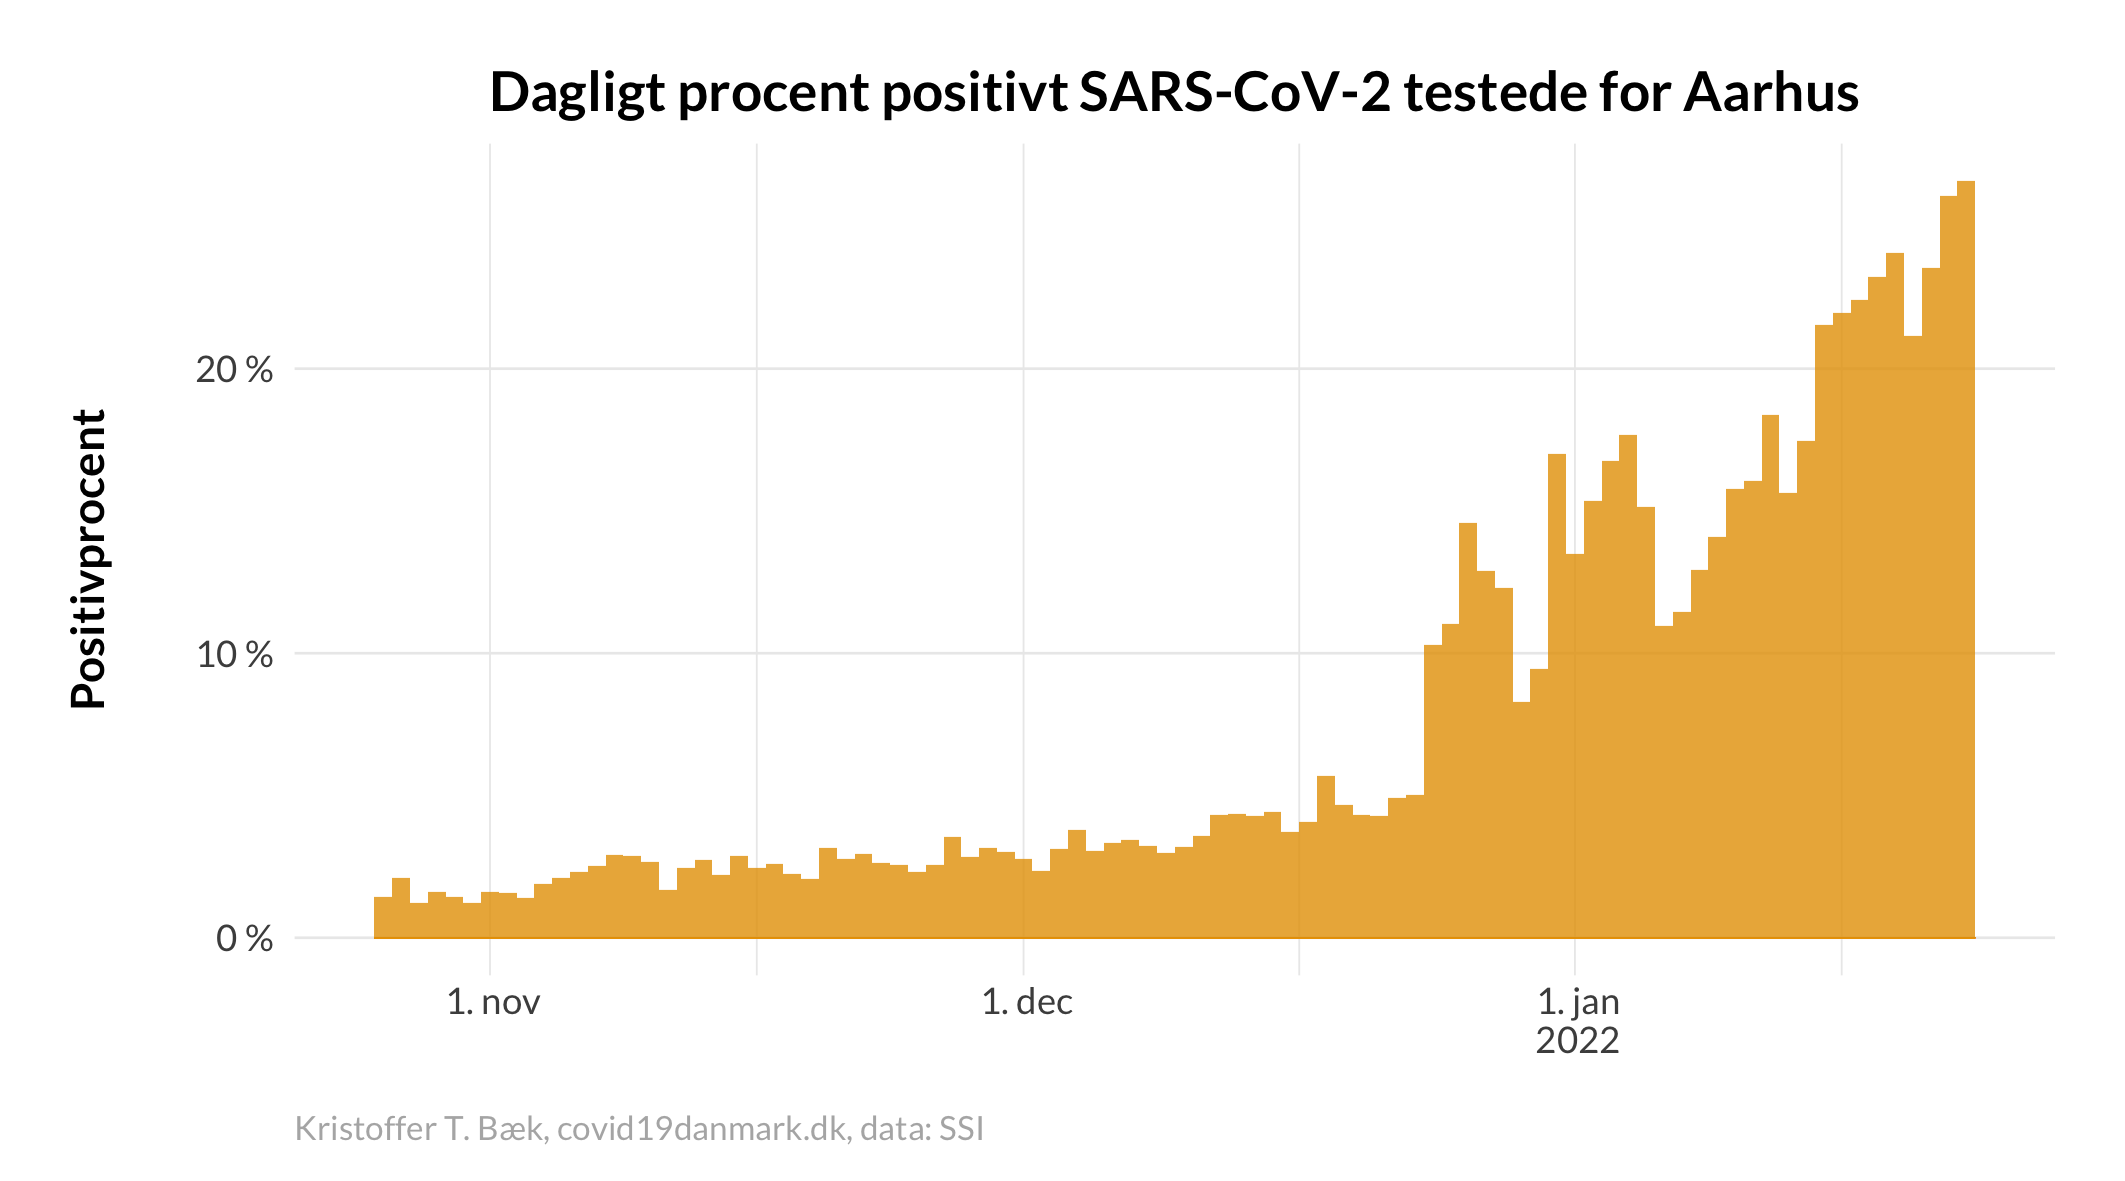 Dagligt procent positivt SARS-CoV-2 testede for Aarhus
Positivprocent
20 %
10 %
0 %
1. nov
1. dec
1. jan
2022
Kristoffer T. Bæk, covid19danmark.dk, data: SSI